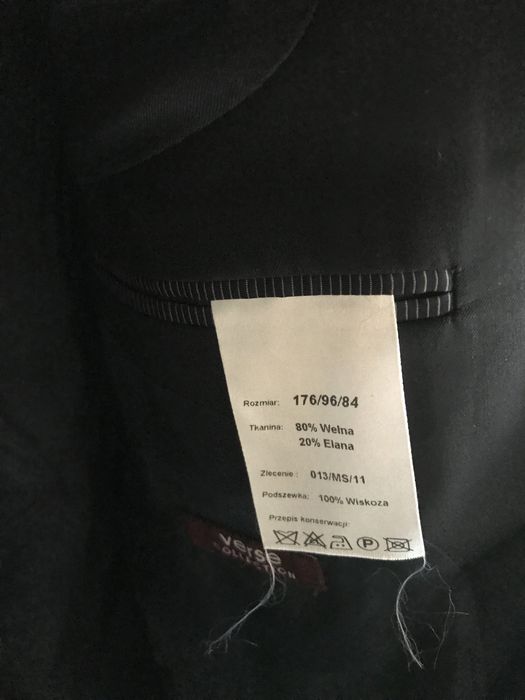 Rozmiar: 176/96/84
Tkanina: 80% Wełna
20% Elana
Zlecenie.: 013/MS/11
Podszewka: 100% Wiskoza
Przepis konserwacji:
P
verse
COLLECTION